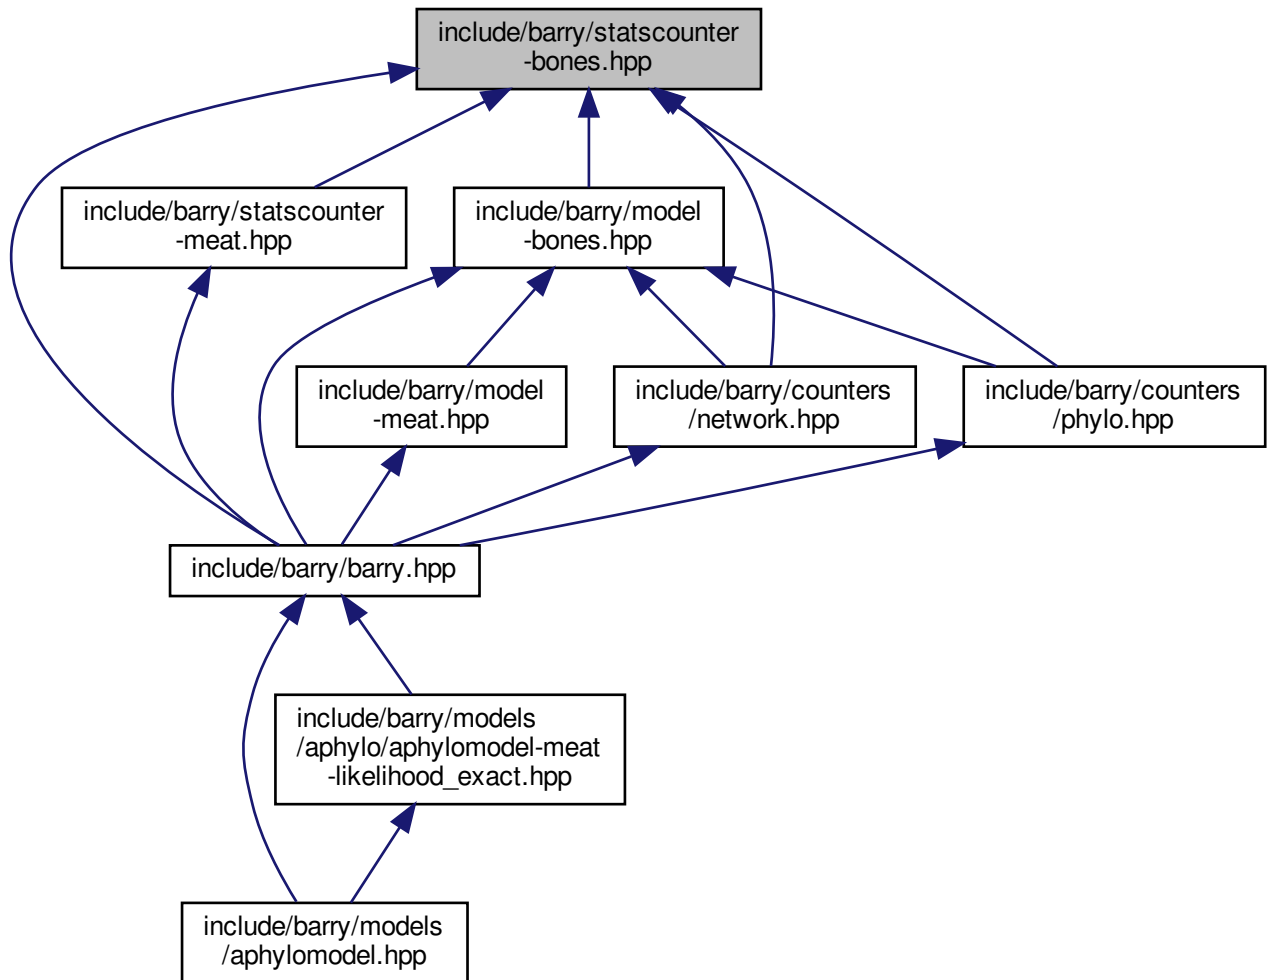 include/barry/statscounter
-bones.hpp
include/barry/statscounter
-meat.hpp
include/barry/model
-bones.hpp
include/barry/model
-meat.hpp
include/barry/counters
/network.hpp
include/barry/counters
/phylo.hpp
include/barry/barry.hpp
include/barry/models
/aphylo/aphylomodel-meat
-likelihood_exact.hpp
include/barry/models
/aphylomodel.hpp